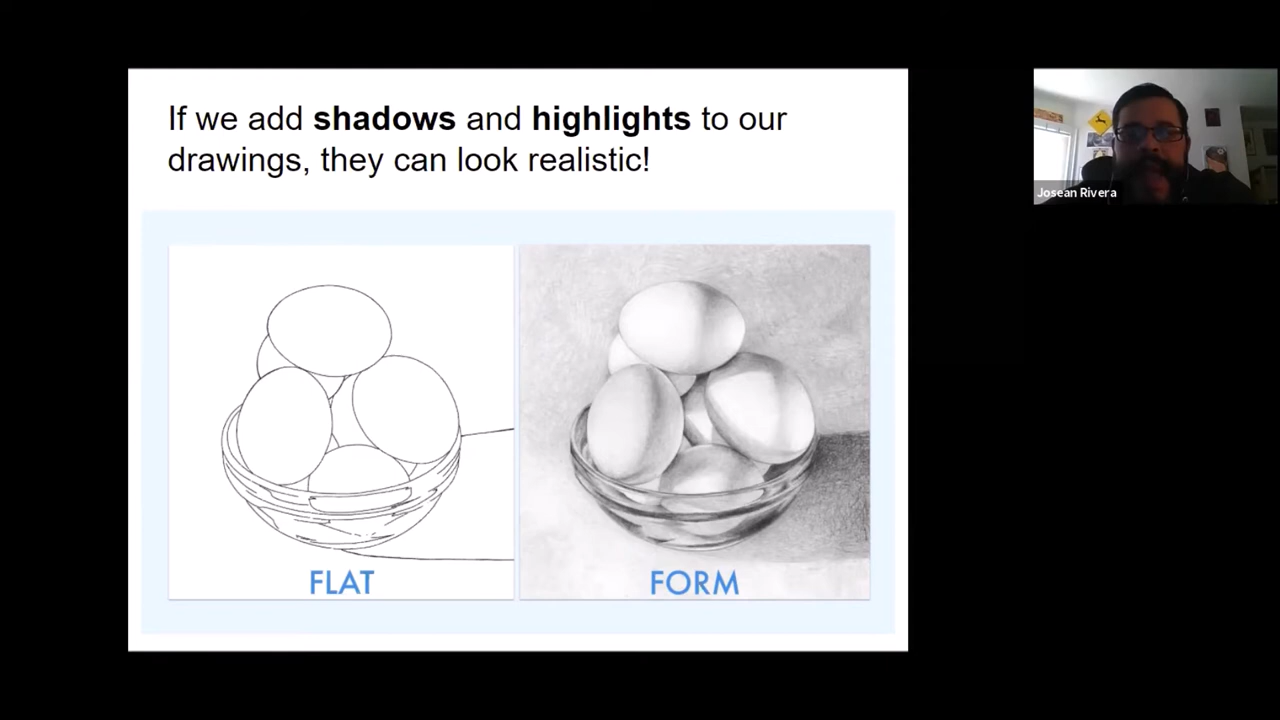 If we add shadows and highlights to our
drawings, they can look realistic!
Josean Rivera
FLAT
FORM